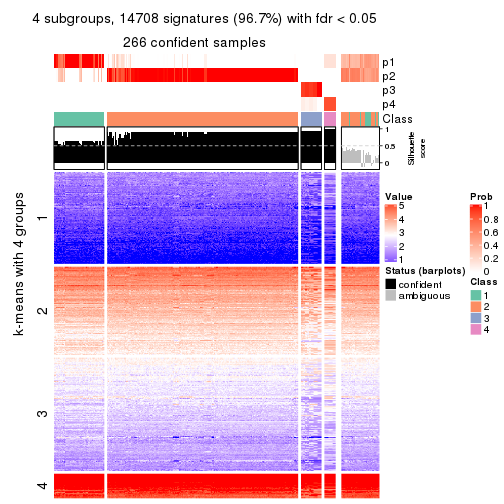 4 subgroups, 14708 signatures (96.7%) with fdr < 0.05
266 confident samples
p1
p2
p3
p4
Class
1
0.5
0
Silhouette
score
k-means with 4 groups
1
2
3
4
Value
5
4
3
2
1
Status (barplots)
confident
ambiguous
Prob
1
0.8
0.6
0.4
0.2
0
Class
1
2
3
4